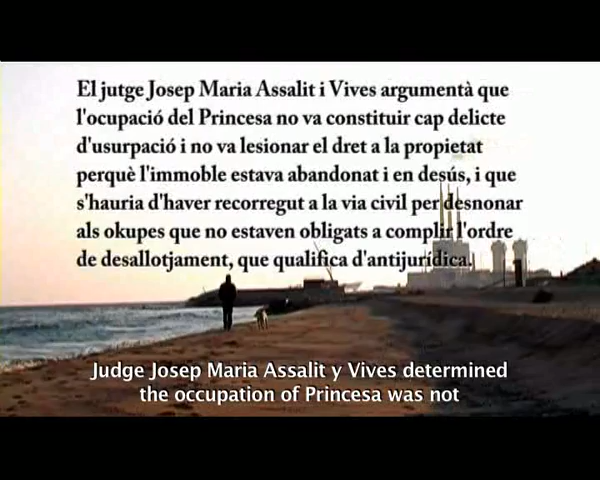 El jutge Josep Maria Assalit i Vives argumentà que
l'ocupació del Princesa no va constituir cap delicte
d'usurpació i no va lesionar el dret a la propietat
perquè l'immoble estava abandonat i en desús, i que
s'hauria d'haver recorregut a la via civil per desnonar
als okupes que no estaven obligats a complir l'ordre
de desallotjament, que qualifica d'antijurídica.
Judge Josep Maria Assalit y Vives determined
the occupation of Princesa was not